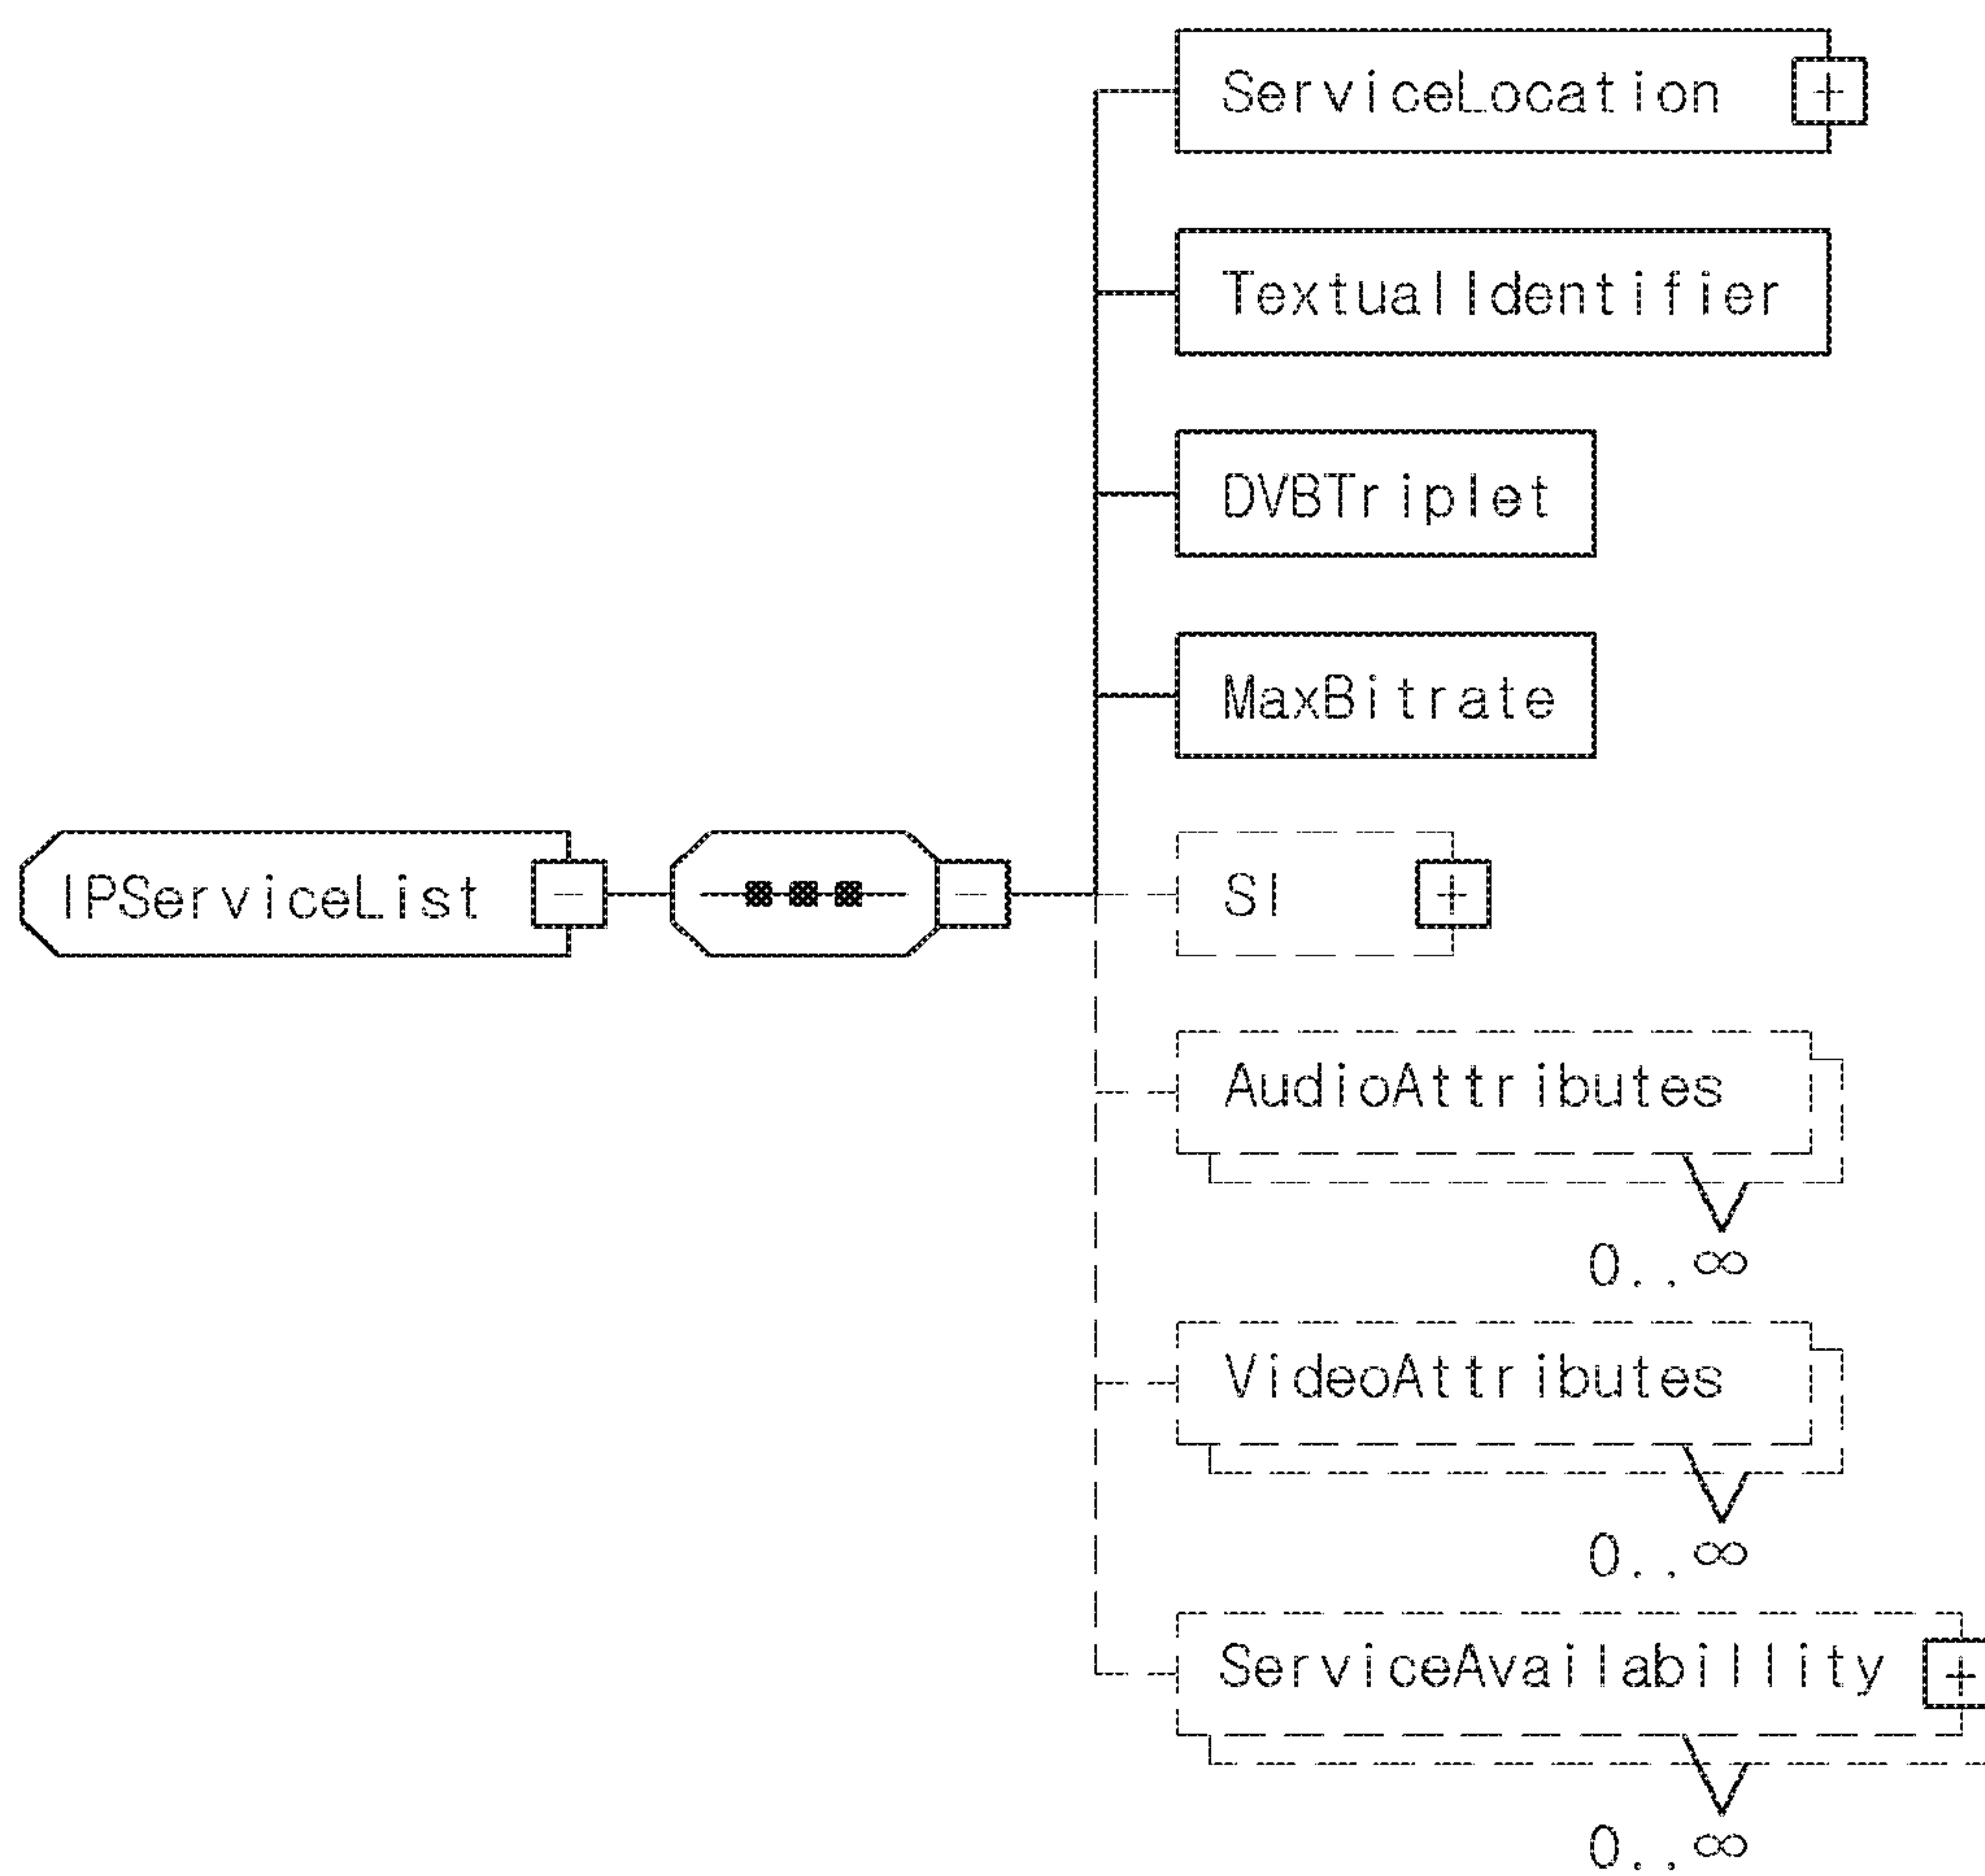 ServiceLocation +
TextualIdentifier
DVBTriplet
MaxBitrate
IPServiceList - -
SI +
AudioAttributes
0..∞
VideoAttributes
0..∞
ServiceAvailabillity +
0..∞